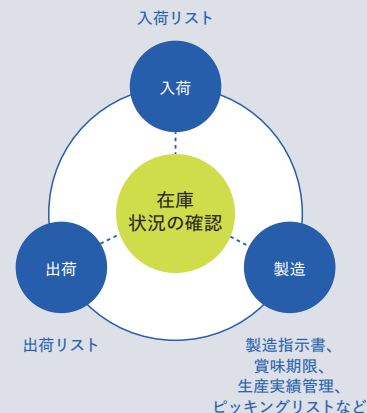 入荷リスト
入荷
在庫
状況の確認
出荷
製造
出荷リスト
製造指示書、
賞味期限、
生産実績管理、
ピッキングリストなど